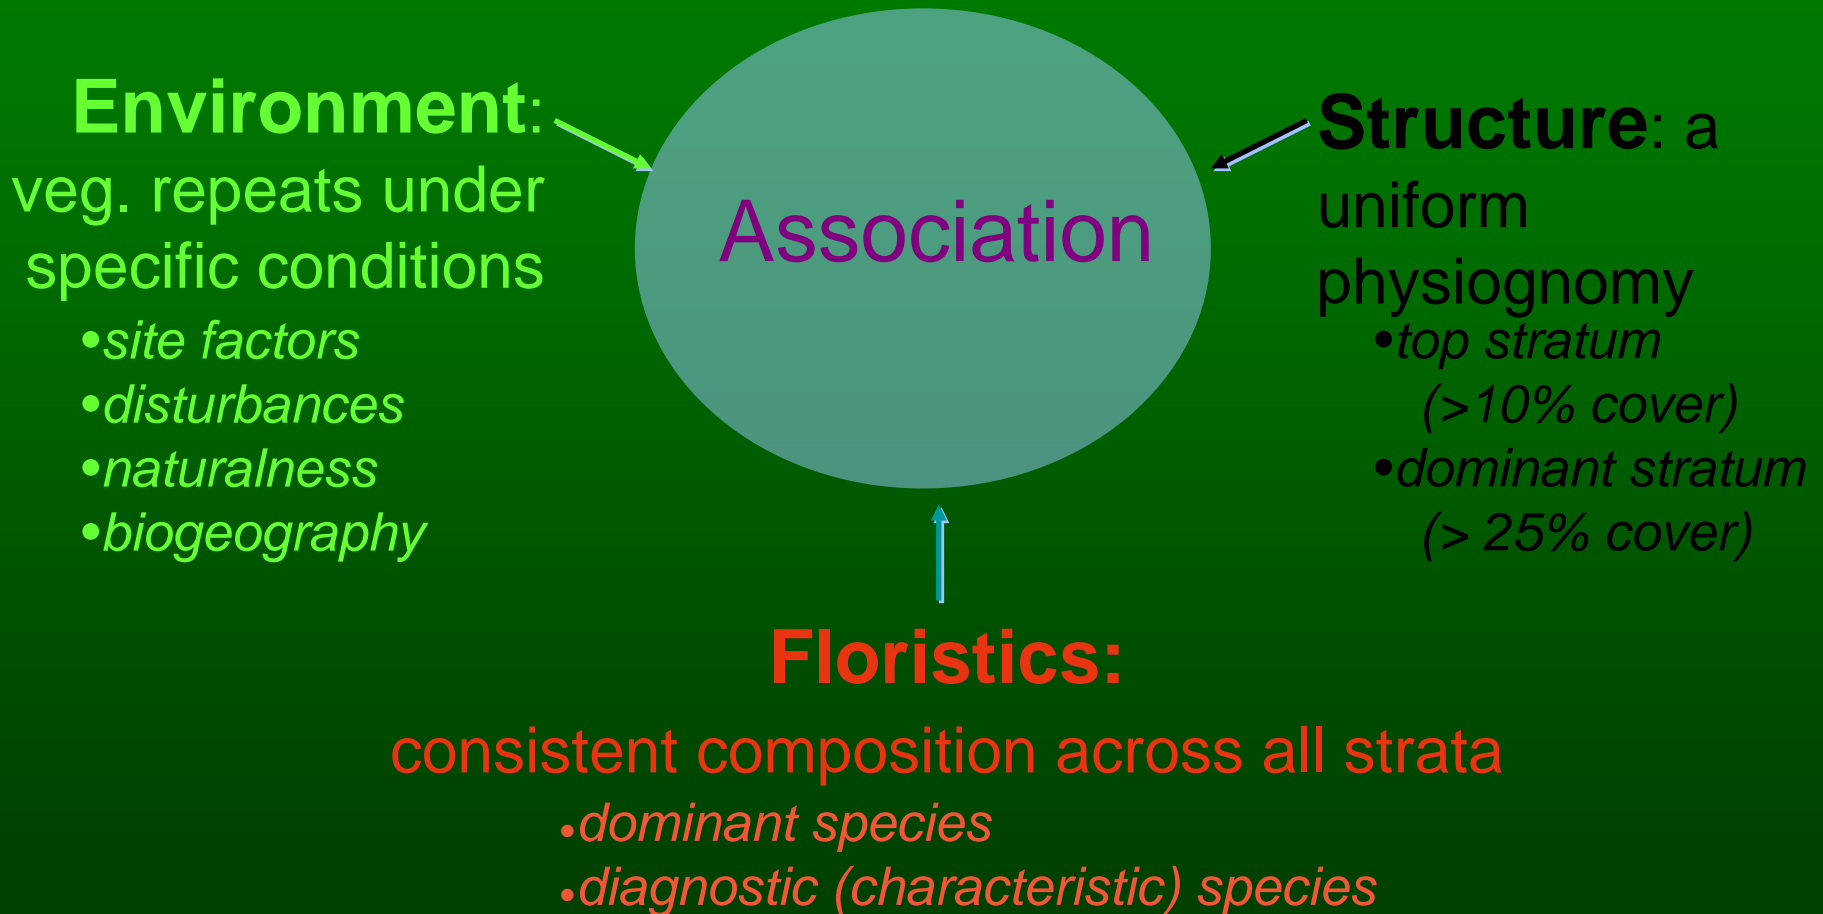 Environment:
veg. repeats under
specific conditions
•site factors
•disturbances
•naturalness
•biogeography
Association
Structure: a
uniform
physiognomy
•top stratum
(>10% cover)
•dominant stratum
(> 25% cover)
Floristics:
consistent composition across all strata
•dominant species
•diagnostic (characteristic) species